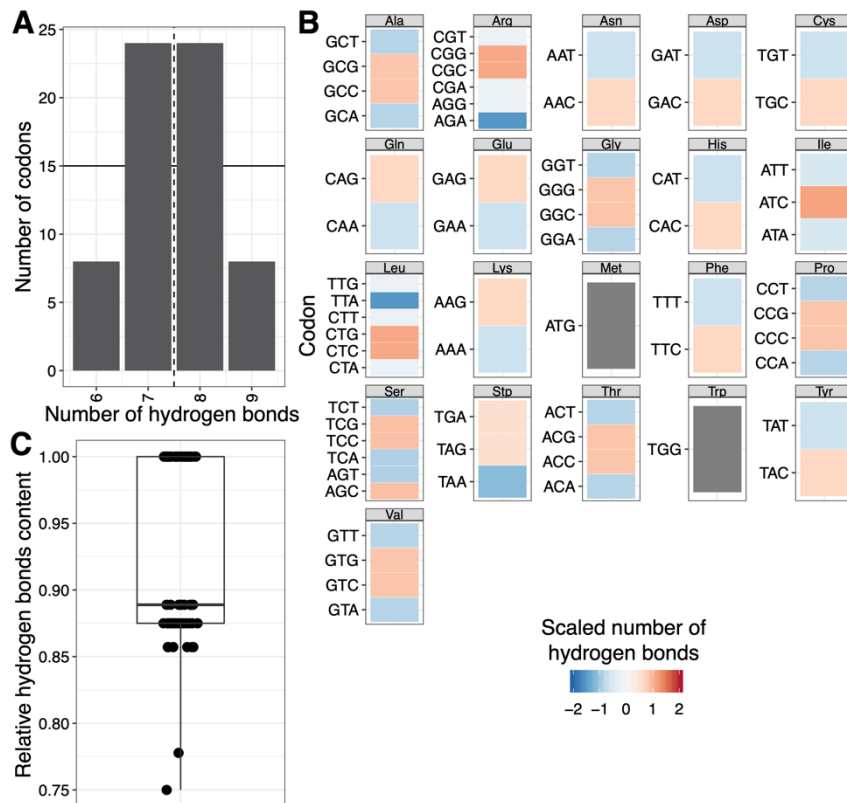 A
Number of codons
25
20
15
10
5
0
6 7 8 9
Number of hydrogen bonds
B
Codon
Ala
GCT
GCG
GCC
GCA
Arg
CGT
CGG
CGC
CGA
AGG
AGA
Asn
AAT
AAC
Asp
GAT
GAC
Cys
TGT
TGC
Gln
CAG
CAA
Glu
GAG
GAA
Gly
GGT
GGG
GGC
GGA
His
CAT
CAC
Ile
ATT
ATC
ATA
Leu
TTG
TTA
CTT
CTG
CTC
CTA
Lys
AAG
AAA
Met
ATG
Phe
TTT
TTC
Pro
CCT
CCG
CCC
CCA
Ser
TCT
TCG
TCC
TCA
AGT
AGC
Stp
TGA
TAG
TAA
Thr
ACT
ACG
ACC
ACA
Trp
TGG
Tyr
TAT
TAC
Val
GTT
GTG
GTC
GTA
Scaled number of
hydrogen bonds
−2 −1 0 1 2
C
Relative hydrogen bonds content
1.00
0.95
0.90
0.85
0.80
0.75